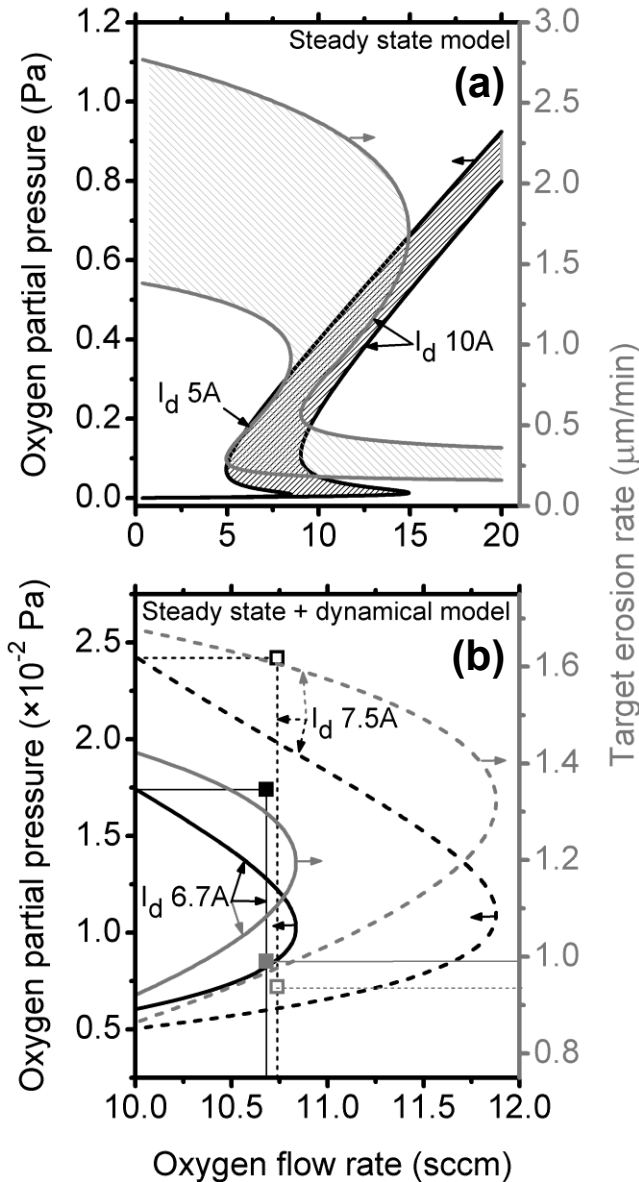 Steady state model
(a)
Oxygen partial pressure (Pa)
1.2
1.0
0.8
0.6
0.4
0.2
0.0
3.0
2.5
2.0
1.5
1.0
0.5
0.0
I_d 5A
I_d 10A
0 5 10 15 20
Target erosion rate (μm/min)
Steady state + dynamical model
(b)
Oxygen partial pressure (×10⁻² Pa)
2.5
2.0
1.5
1.0
0.5
1.6
1.4
1.2
1.0
0.8
I_d 7.5A
I_d 6.7A
10.0 10.5 11.0 11.5 12.0
Oxygen flow rate (sccm)